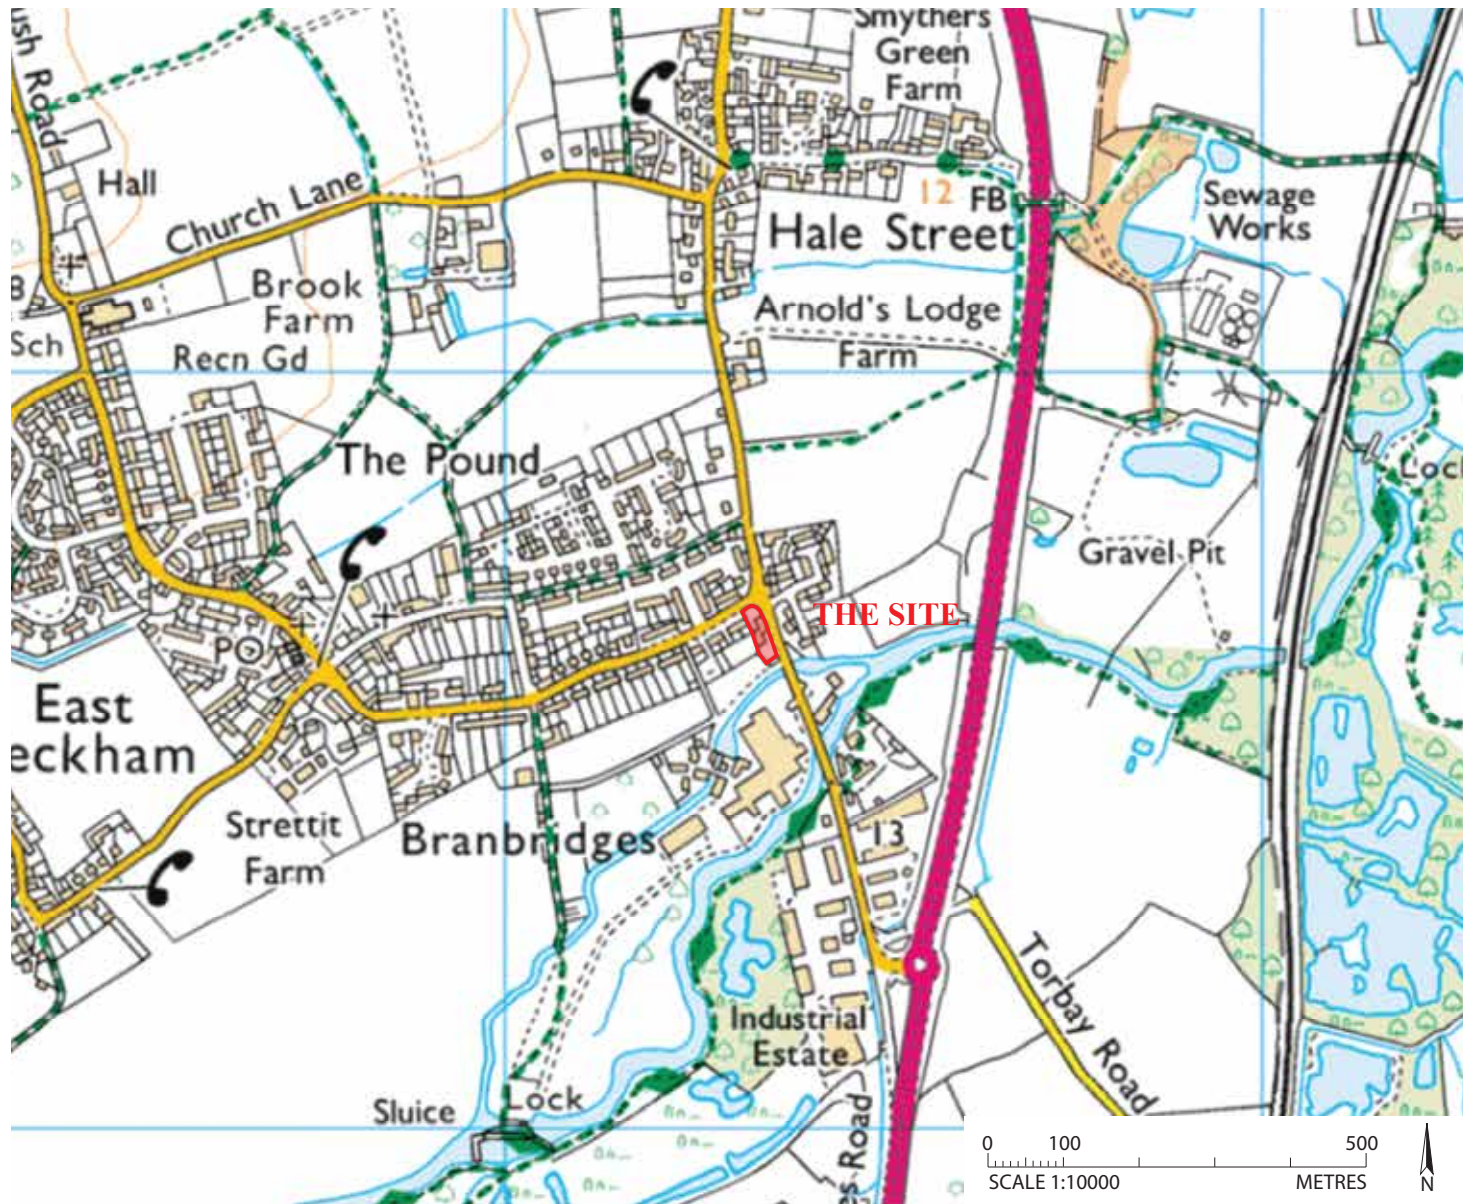 Smythers
Green
Farm
ush Road
Hall
Church Lane
12
FB
Sewage
Works
Hale Street
Brook
Farm
Arnold's Lodge
Farm
Sch
Recn Gd
The Pound
Lock
Gravel Pit
THE SITE
P
East
eckham
Strettit
Farm
Branbridges
13
Torbay Road
Industrial
Estate
Sluice
Lock
es Road
0 100 500
SCALE 1:10000 METRES
N